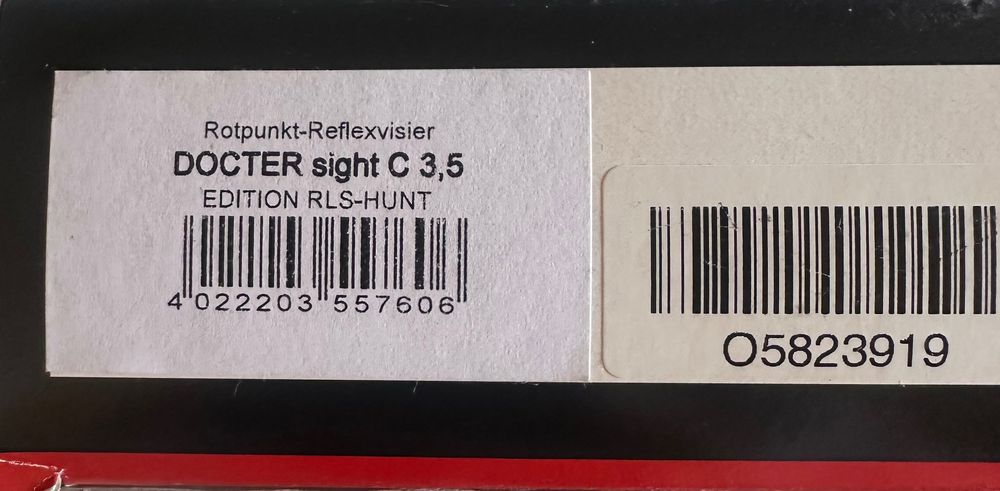 Rotpunkt-Reflexvisier
DOCTER sight C 3,5
EDITION RLS-HUNT
4 022203 557606
O5823919